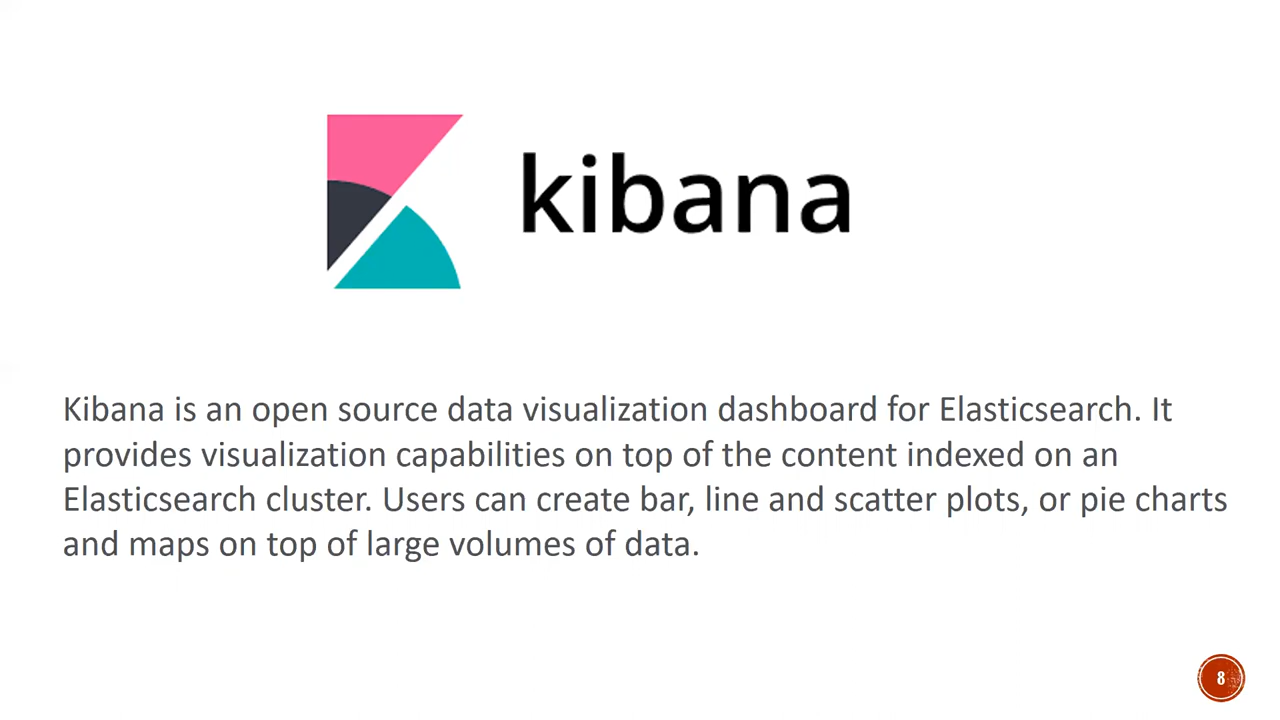 kibana
Kibana is an open source data visualization dashboard for Elasticsearch. It
provides visualization capabilities on top of the content indexed on an
Elasticsearch cluster. Users can create bar, line and scatter plots, or pie charts
and maps on top of large volumes of data.
8